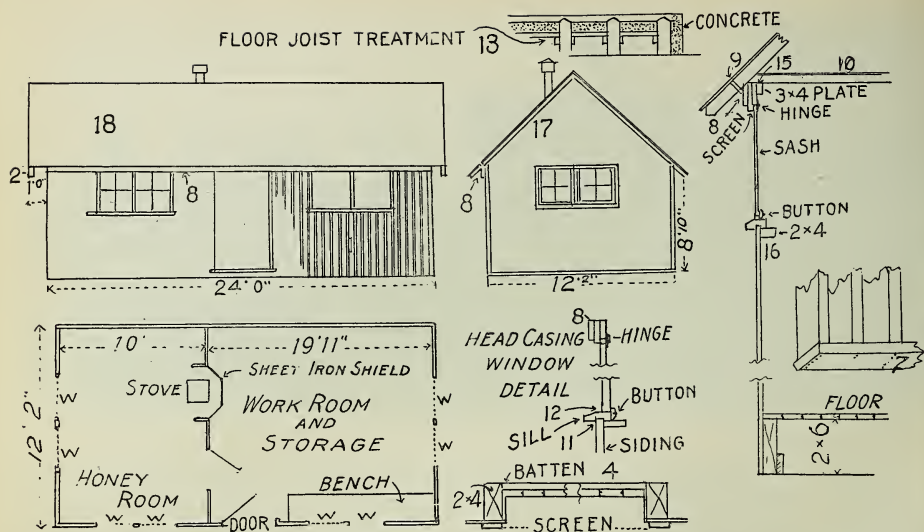 FLOOR JOIST TREATMENT 13
CONCRETE
18
2
1'0"
8
24'0"
17
8
8'10"
12'2"
9
15
10
8
3×4 PLATE
HINGE
SCREEN
SASH
BUTTON
2×4
16
7
FLOOR
2×6
10'
19'11"
12'2"
SHEET IRON SHIELD
STOVE
WORK ROOM
AND
STORAGE
W
W
W
W
HONEY
ROOM
BENCH
W W
DOOR
W
8
HEAD CASING
HINGE
WINDOW
DETAIL
12
BUTTON
SILL
11
SIDING
BATTEN 4
2×4
SCREEN